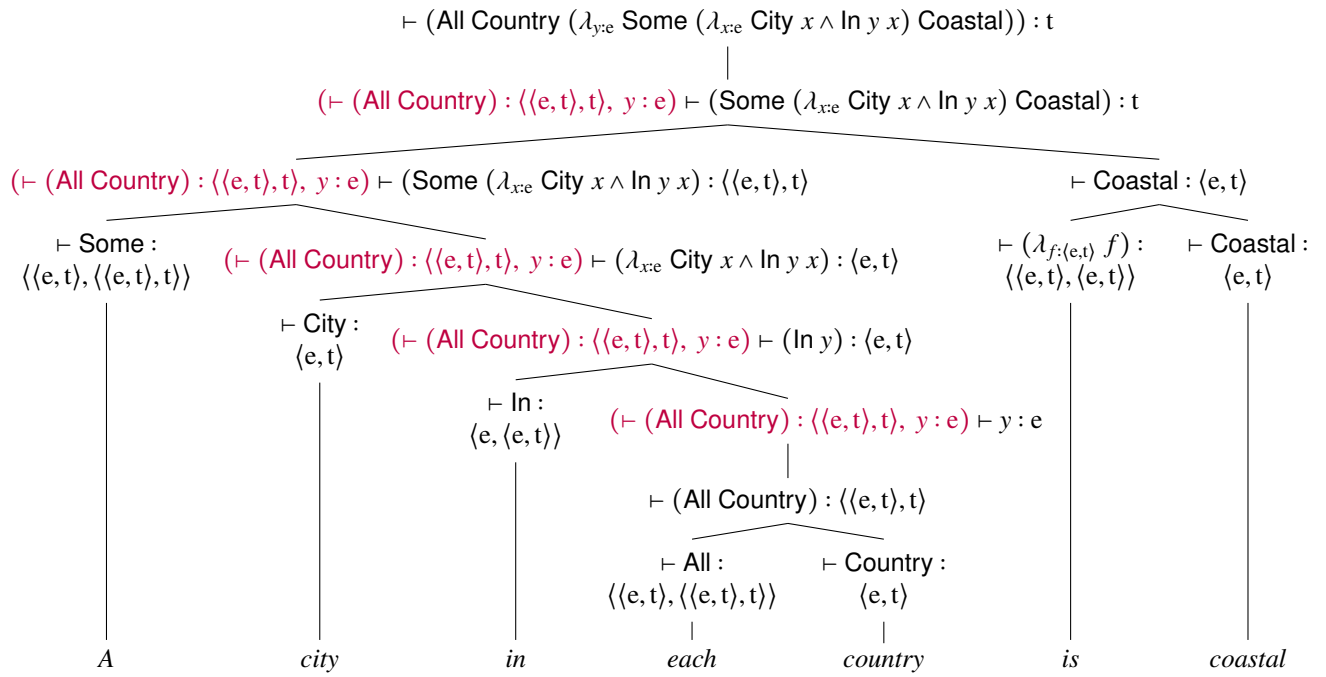 ⊢ (All Country (λy:e Some (λx:e City x ∧ In y x) Coastal)) : t
(⊢ (All Country) : ⟨⟨e, t⟩, t⟩, y : e) ⊢ (Some (λx:e City x ∧ In y x) Coastal) : t
(⊢ (All Country) : ⟨⟨e, t⟩, t⟩, y : e) ⊢ (Some (λx:e City x ∧ In y x) : ⟨⟨e, t⟩, t⟩
⊢ Coastal : ⟨e, t⟩
⊢ Some :
⟨⟨e, t⟩, ⟨⟨e, t⟩, t⟩⟩
(⊢ (All Country) : ⟨⟨e, t⟩, t⟩, y : e) ⊢ (λx:e City x ∧ In y x) : ⟨e, t⟩
⊢ (λf:⟨e,t⟩ f) :
⟨⟨e, t⟩, ⟨e, t⟩⟩
⊢ Coastal :
⟨e, t⟩
⊢ City :
⟨e, t⟩
(⊢ (All Country) : ⟨⟨e, t⟩, t⟩, y : e) ⊢ (In y) : ⟨e, t⟩
⊢ In :
⟨e, ⟨e, t⟩⟩
(⊢ (All Country) : ⟨⟨e, t⟩, t⟩, y : e) ⊢ y : e
⊢ (All Country) : ⟨⟨e, t⟩, t⟩
⊢ All :
⟨⟨e, t⟩, ⟨⟨e, t⟩, t⟩⟩
⊢ Country :
⟨e, t⟩
A city in each country is coastal